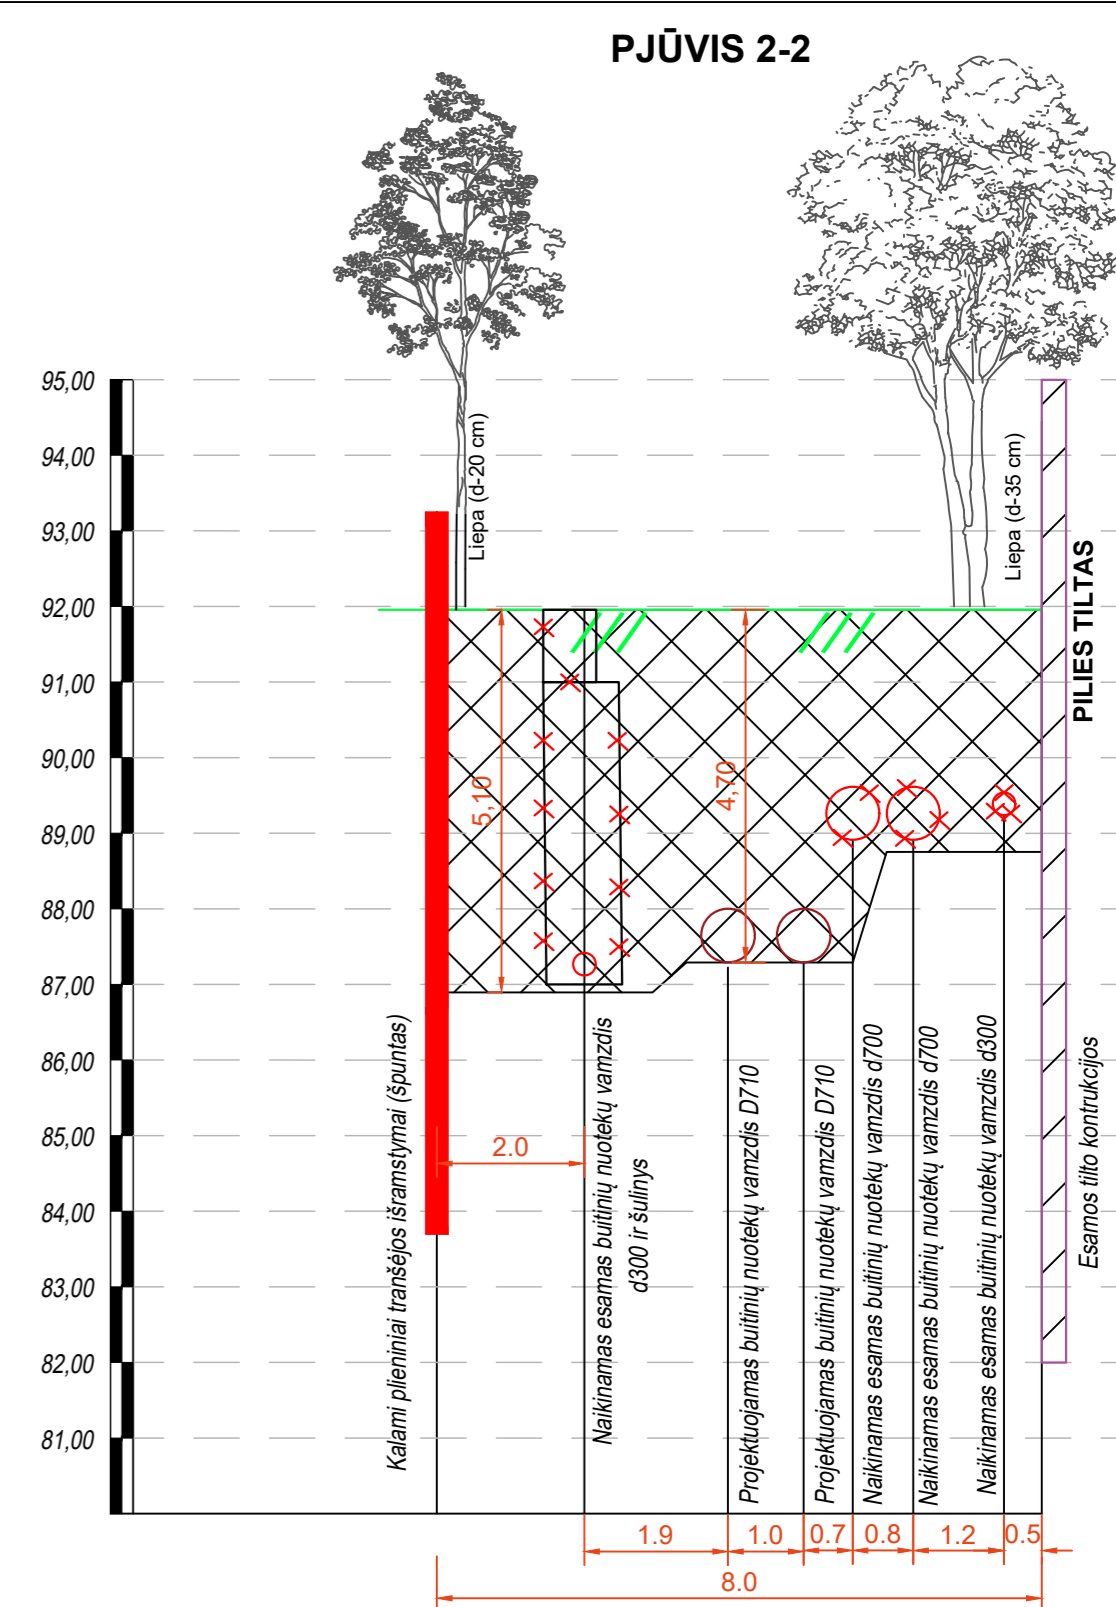 PJŪVIS 2-2
Liepa (d-20 cm)
Liepa (d-35 cm)
PILIES TILTAS
95,00
94,00
93,00
92,00
91,00
90,00
89,00
88,00
87,00
86,00
85,00
84,00
83,00
82,00
81,00
5,10
4,70
2.0
Kalami plieniniai tranšėjos išramstymai (špuntas)
Naikinamas esamas buitinių nuotekų vamzdis
d300 ir šulinys
Projektuojamas buitinių nuotekų vamzdis D710
Projektuojamas buitinių nuotekų vamzdis D710
Naikinamas esamas buitinių nuotekų vamzdis d700
Naikinamas esamas buitinių nuotekų vamzdis d700
Naikinamas esamas buitinių nuotekų vamzdis d300
Esamos tilto kontrukcijos
1.9
1.0
0.7
0.8
1.2
0.5
8.0